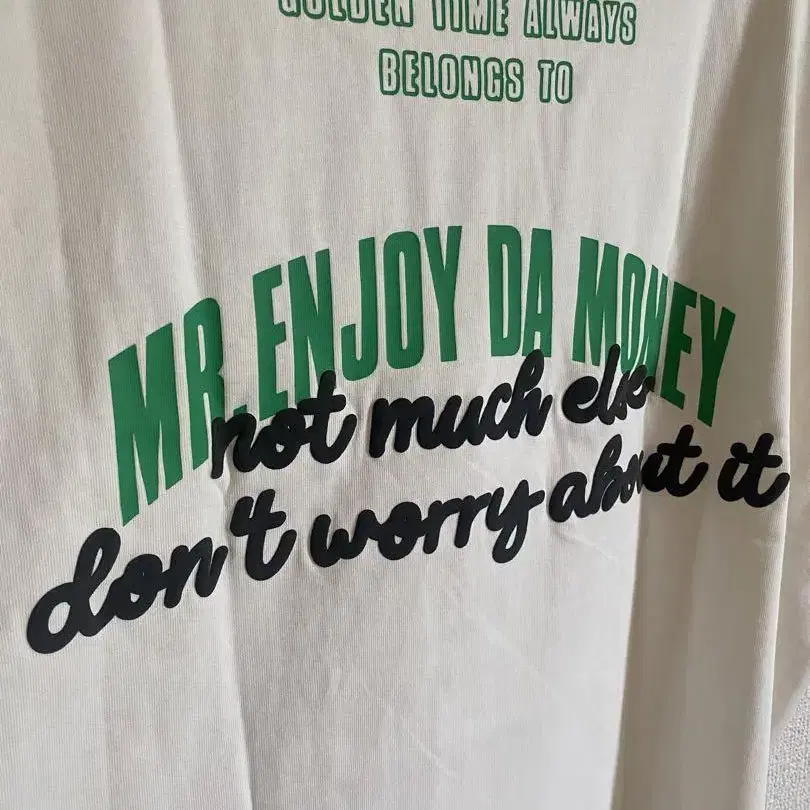 GOLDEN TIME ALWAYS
BELONGS TO
MR.ENJOY DA MONEY
not much else
don't worry about it